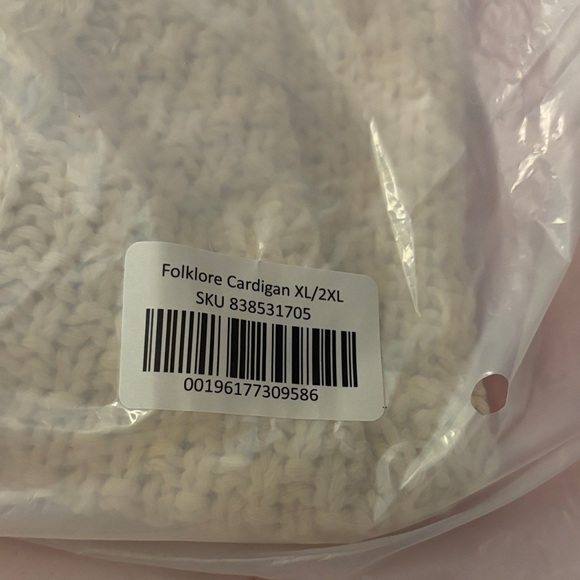 Folklore Cardigan XL/2XL
SKU 838531705
00196177309586